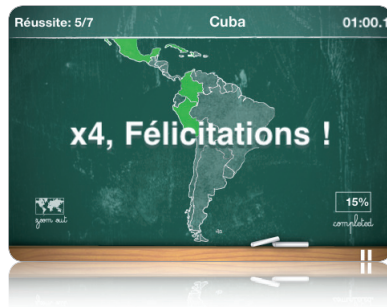 Réussite: 5/7 Cuba 01:00.1
x4, Félicitations !
15%
zoom out
completed